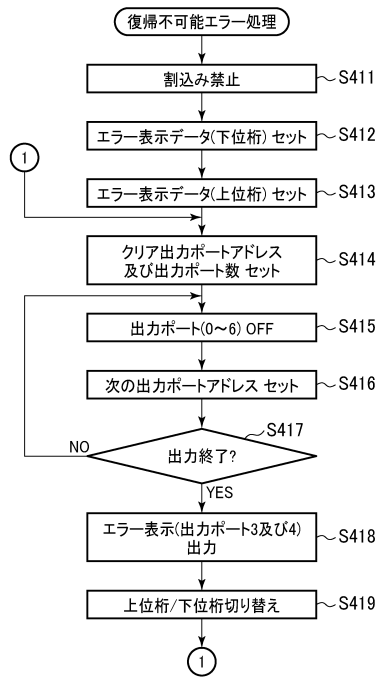 復帰不可能エラー処理
割込み禁止
S411
エラー表示データ(下位桁) セット
S412
1
エラー表示データ(上位桁) セット
S413
クリア出力ポートアドレス
及び出力ポート数 セット
S414
出力ポート(0～6) OFF
S415
次の出力ポートアドレス セット
S416
S417
出力終了?
NO
YES
エラー表示(出力ポート3及び4)
出力
S418
上位桁/下位桁切り替え
S419
1